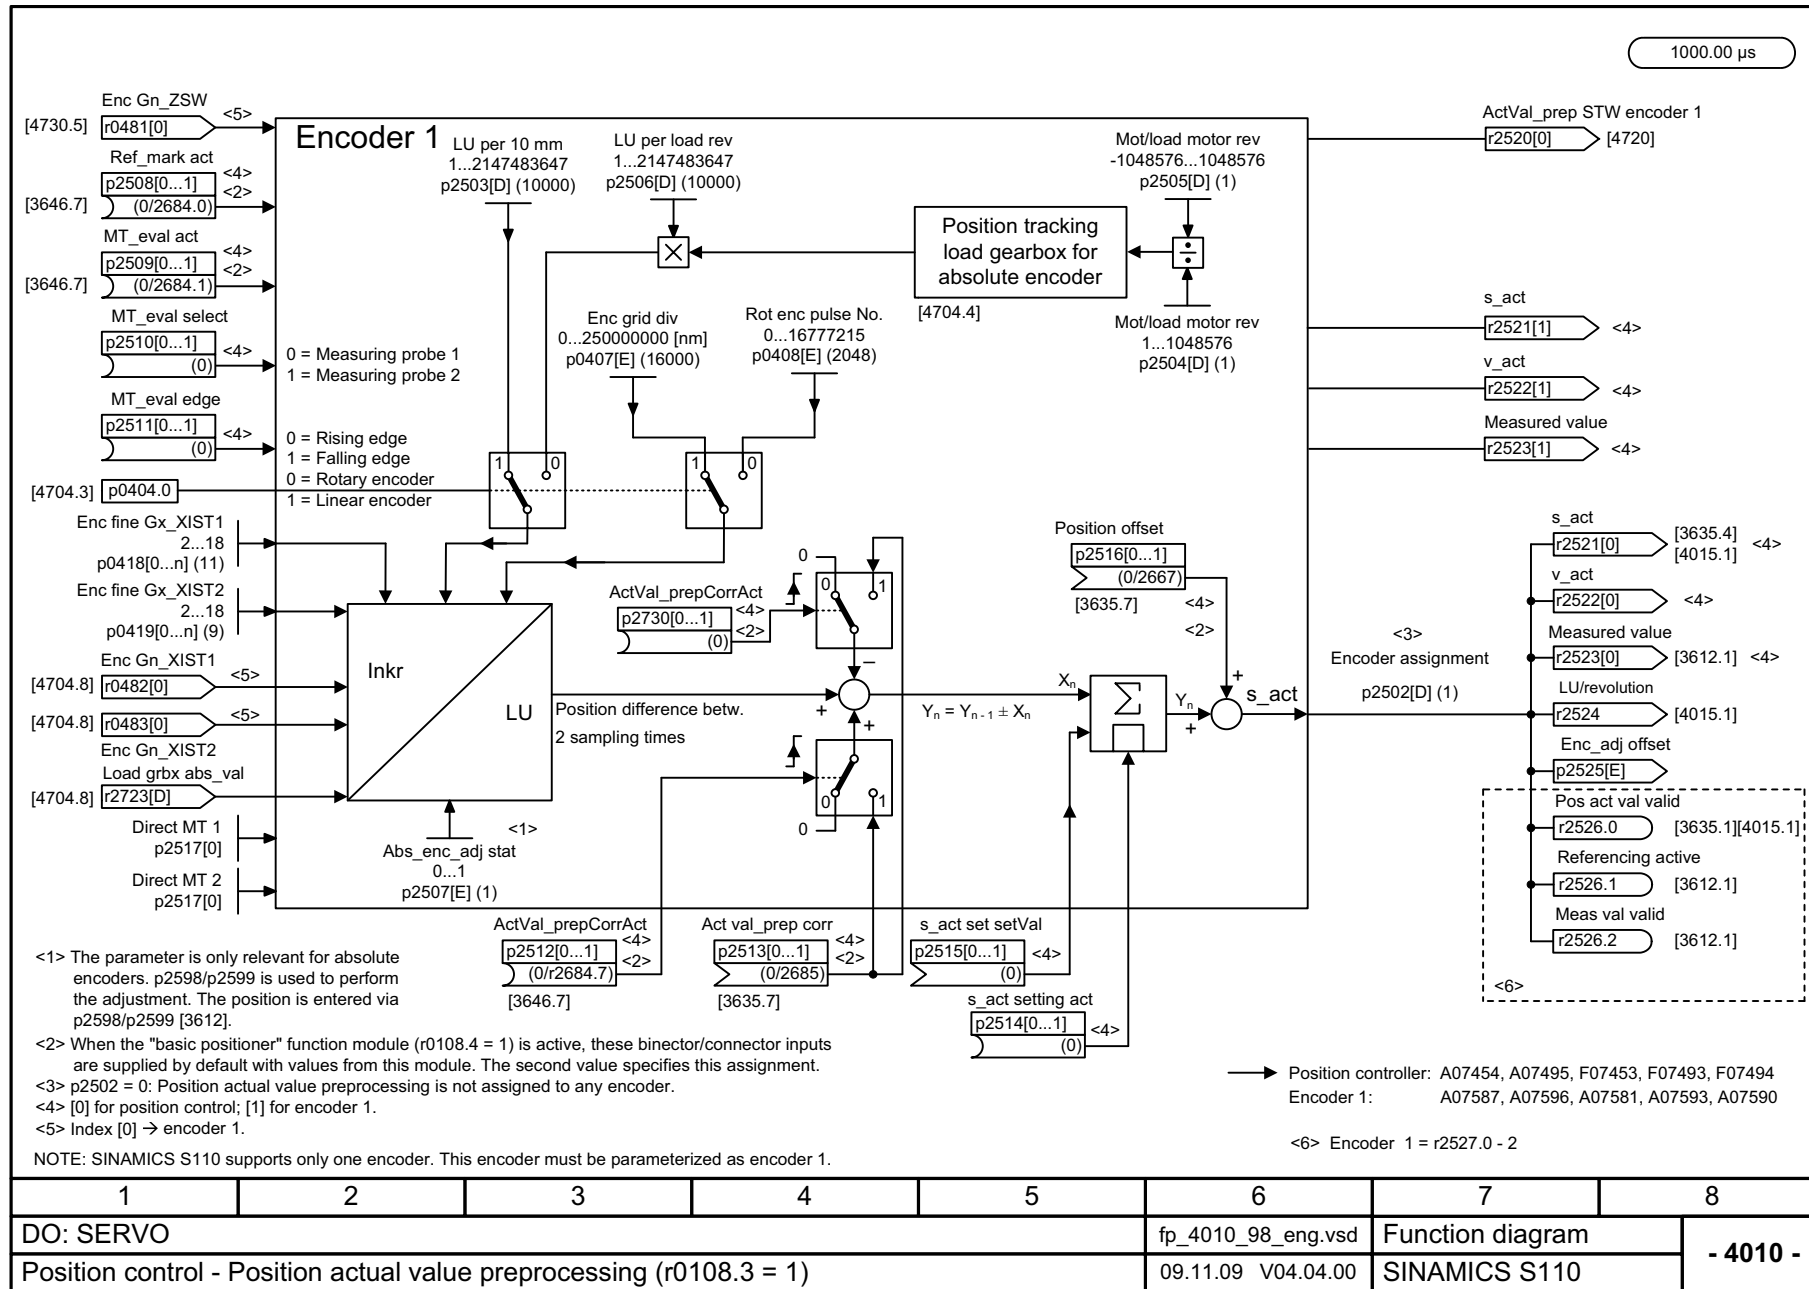 1000.00 µs
Enc Gn_ZSW
<5>
[4730.5]
r0481[0]
Ref_mark act
<4>
p2508[0...1]
<2>
[3646.7]
(0/2684.0)
MT_eval act
<4>
p2509[0...1]
<2>
[3646.7]
(0/2684.1)
MT_eval select
p2510[0...1]
<4>
(0)
MT_eval edge
p2511[0...1]
<4>
(0)
[4704.3]
p0404.0
Enc fine Gx_XIST1
2...18
p0418[0...n] (11)
Enc fine Gx_XIST2
2...18
p0419[0...n] (9)
Enc Gn_XIST1
<5>
[4704.8]
r0482[0]
<5>
[4704.8]
r0483[0]
Enc Gn_XIST2
Load grbx abs_val
[4704.8]
r2723[D]
Direct MT 1
p2517[0]
Direct MT 2
p2517[0]
Encoder 1
LU per 10 mm
1...2147483647
p2503[D] (10000)
LU per load rev
1...2147483647
p2506[D] (10000)
Mot/load motor rev
-1048576...1048576
p2505[D] (1)
Position tracking
load gearbox for
absolute encoder
[4704.4]
×
÷
Mot/load motor rev
1...1048576
p2504[D] (1)
Enc grid div
0...250000000 [nm]
p0407[E] (16000)
Rot enc pulse No.
0...16777215
p0408[E] (2048)
0 = Measuring probe 1
1 = Measuring probe 2
0 = Rising edge
1 = Falling edge
0 = Rotary encoder
1 = Linear encoder
1
0
1
0
Inkr
LU
Position difference betw.
2 sampling times
<1>
Abs_enc_adj stat
0...1
p2507[E] (1)
ActVal_prepCorrAct
<4>
p2730[0...1]
<2>
(0)
0
0
1
–
+
+
0
1
0
Xn
Yn = Yn - 1 ± Xn
Σ
Yn
+
+
s_act
Position offset
p2516[0...1]
(0/2667)
[3635.7]
<4>
<2>
ActVal_prepCorrAct
p2512[0...1]
<4>
<2>
(0/r2684.7)
[3646.7]
Act val_prep corr
p2513[0...1]
<4>
<2>
(0/2685)
[3635.7]
s_act set setVal
p2515[0...1]
<4>
(0)
s_act setting act
p2514[0...1]
<4>
(0)
ActVal_prep STW encoder 1
r2520[0]
[4720]
s_act
r2521[1]
<4>
v_act
r2522[1]
<4>
Measured value
r2523[1]
<4>
<3>
Encoder assignment
p2502[D] (1)
s_act
r2521[0]
[3635.4]
[4015.1]
<4>
v_act
r2522[0]
<4>
Measured value
r2523[0]
[3612.1] <4>
LU/revolution
r2524
[4015.1]
Enc_adj offset
p2525[E]
Pos act val valid
r2526.0
[3635.1][4015.1]
Referencing active
r2526.1
[3612.1]
Meas val valid
r2526.2
[3612.1]
<6>
<1> The parameter is only relevant for absolute
encoders. p2598/p2599 is used to perform
the adjustment. The position is entered via
p2598/p2599 [3612].
<2> When the "basic positioner" function module (r0108.4 = 1) is active, these binector/connector inputs
are supplied by default with values from this module. The second value specifies this assignment.
<3> p2502 = 0: Position actual value preprocessing is not assigned to any encoder.
<4> [0] for position control; [1] for encoder 1.
<5> Index [0] → encoder 1.
NOTE: SINAMICS S110 supports only one encoder. This encoder must be parameterized as encoder 1.
Position controller: A07454, A07495, F07453, F07493, F07494
Encoder 1: A07587, A07596, A07581, A07593, A07590
<6> Encoder 1 = r2527.0 - 2
1 2 3 4 5 6 7 8
DO: SERVO
fp_4010_98_eng.vsd
Function diagram
- 4010 -
Position control - Position actual value preprocessing (r0108.3 = 1)
09.11.09 V04.04.00
SINAMICS S110